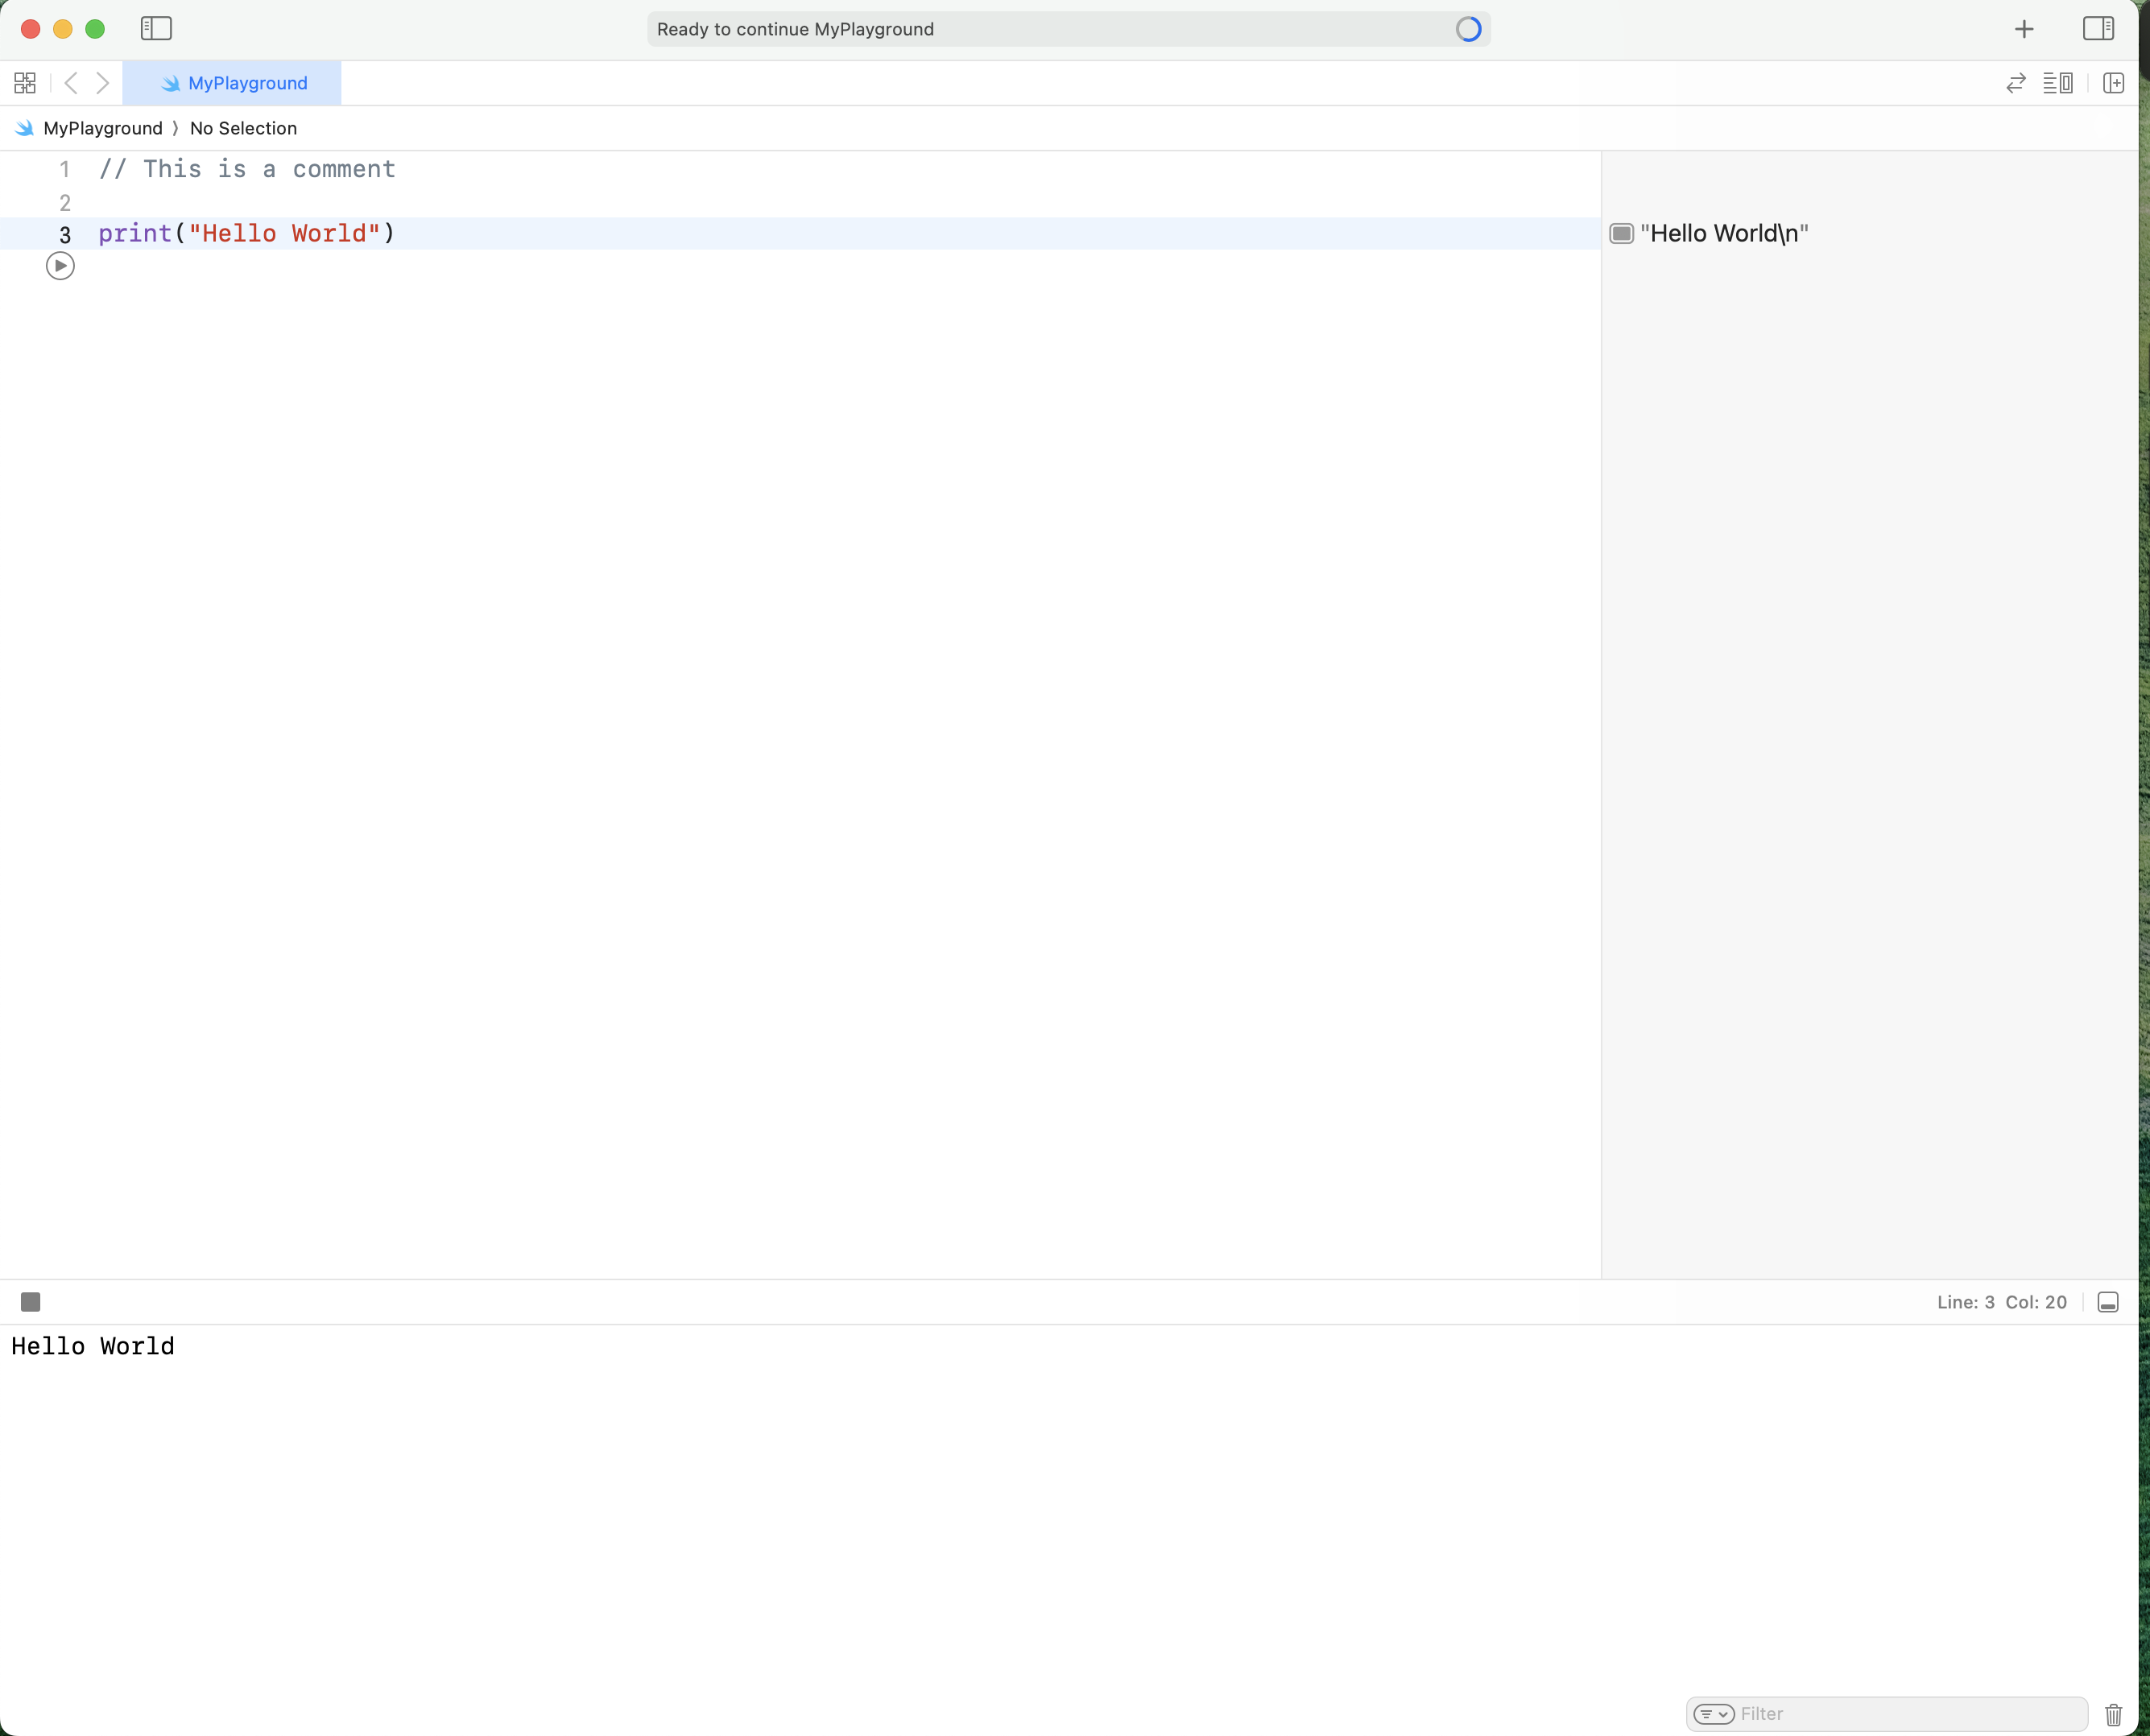 Ready to continue MyPlayground
MyPlayground
MyPlayground ⟩ No Selection
1 // This is a comment
2
3 print("Hello World")
"Hello World\n"
Line: 3 Col: 20
Hello World
Filter